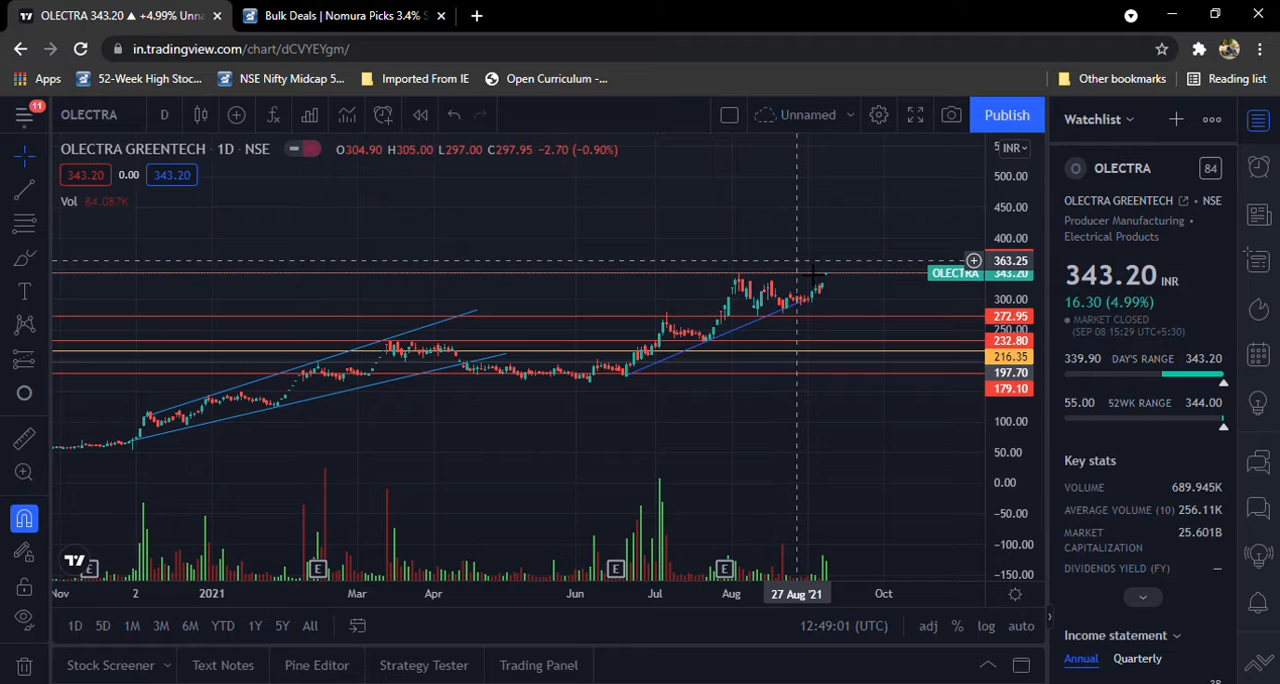 OLECTRA 343.20 ▲ +4.99% Unna
Bulk Deals | Nomura Picks 3.4% S
in.tradingview.com/chart/dCVYEYgm/
Apps
52-Week High Stoc...
NSE Nifty Midcap 5...
Imported From IE
Open Curriculum -...
Other bookmarks
Reading list
11
OLECTRA
D
Unnamed
Publish
Watchlist
OLECTRA GREENTECH · 1D · NSE
O304.90 H305.00 L297.00 C297.95 -2.70 (-0.90%)
INR
343.20
0.00
343.20
Vol 84.087K
500.00
450.00
400.00
363.25
OLECTRA
343.20
300.00
272.95
250.00
232.80
216.35
197.70
179.10
100.00
50.00
0.00
-50.00
-100.00
-150.00
E
E
E
E
Nov
2
2021
Mar
Apr
Jun
Jul
Aug
27 Aug '21
Oct
1D
5D
1M
3M
6M
YTD
1Y
5Y
All
12:49:01 (UTC)
adj
%
log
auto
Stock Screener
Text Notes
Pine Editor
Strategy Tester
Trading Panel
O
OLECTRA
84
OLECTRA GREENTECH • NSE
Producer Manufacturing •
Electrical Products
343.20 INR
16.30 (4.99%)
MARKET CLOSED
(SEP 08 15:29 UTC+5:30)
339.90 DAY'S RANGE 343.20
55.00 52WK RANGE 344.00
Key stats
VOLUME 689.945K
AVERAGE VOLUME (10) 256.11K
MARKET CAPITALIZATION 25.601B
DIVIDENDS YIELD (FY) —
Income statement
Annual
Quarterly